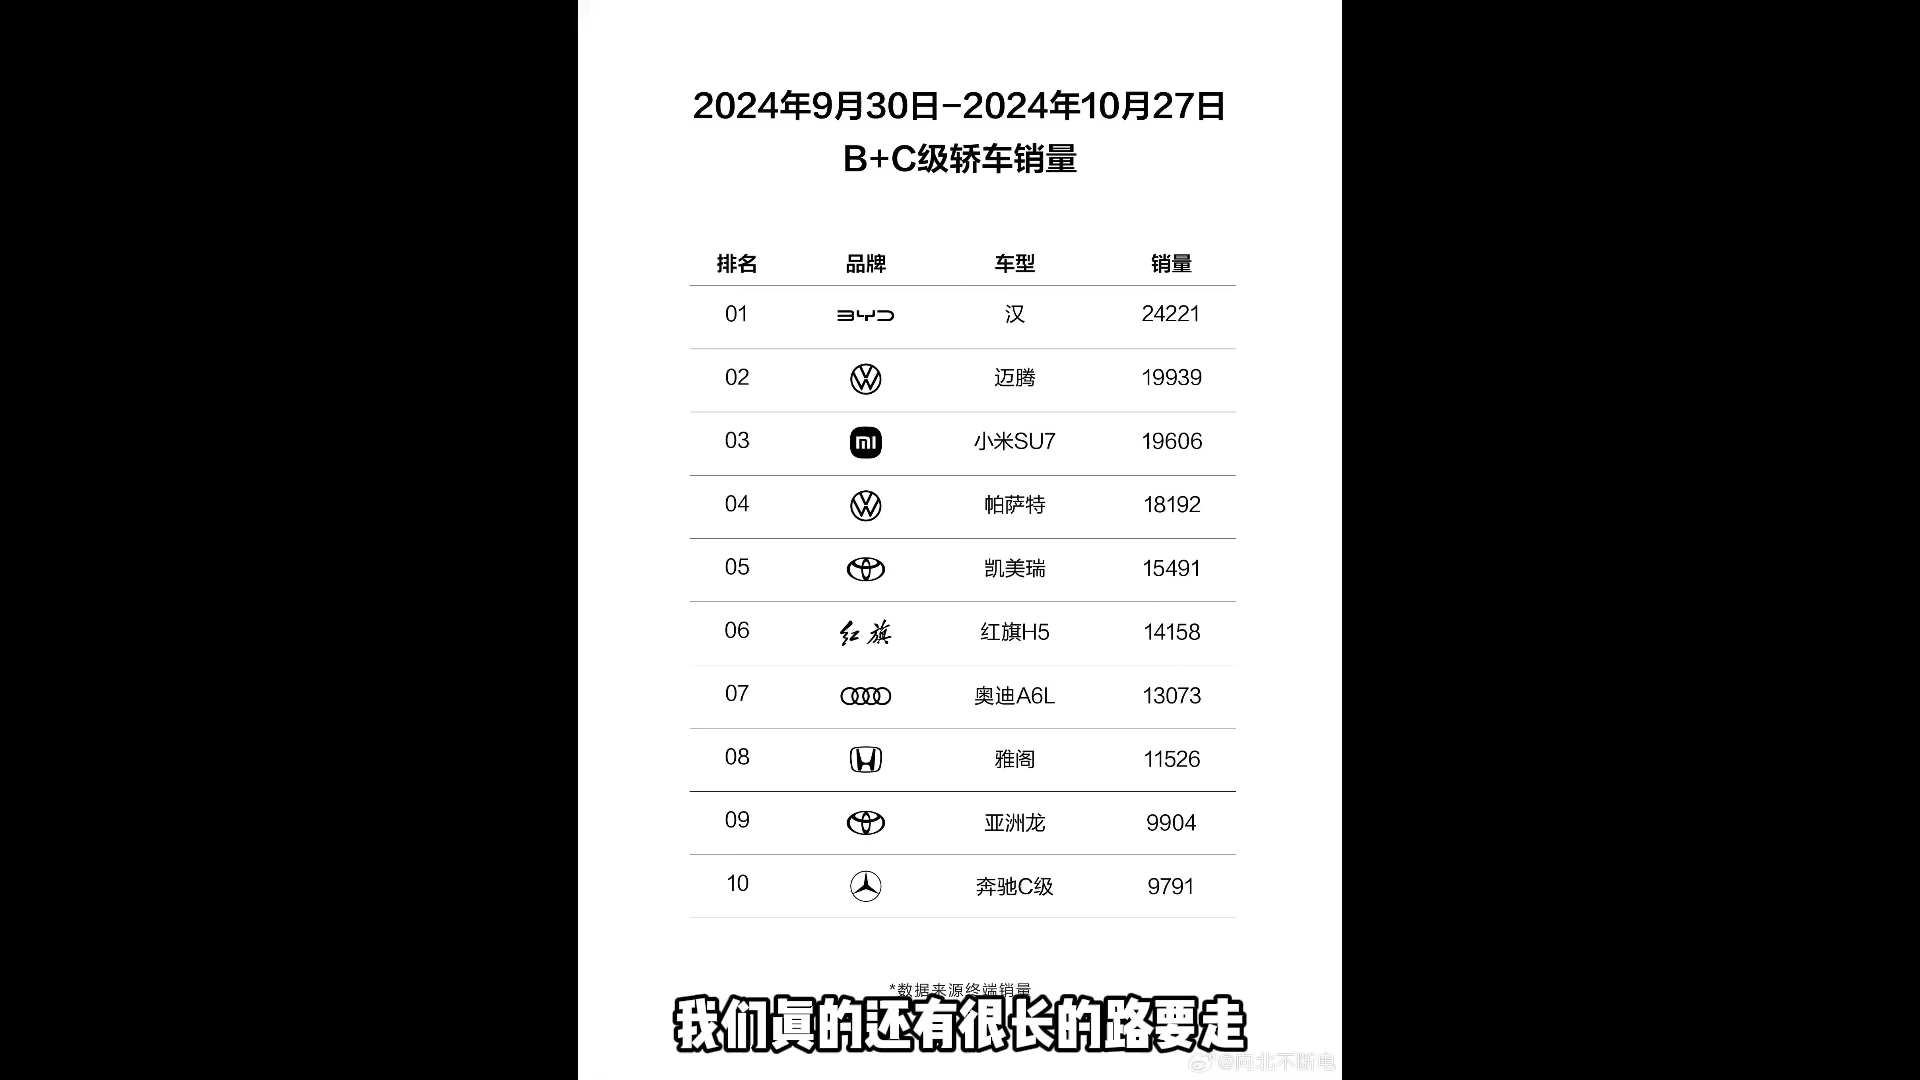 2024年9月30日-2024年10月27日
B+C级轿车销量
排名 品牌 车型 销量
01 BYD 汉 24221
02 迈腾 19939
03 mi 小米SU7 19606
04 帕萨特 18192
05 凯美瑞 15491
06 红旗 红旗H5 14158
07 奥迪A6L 13073
08 雅阁 11526
09 亚洲龙 9904
10 奔驰C级 9791
*数据来源终端销量
我们真的还有很长的路要走
@向北不断电